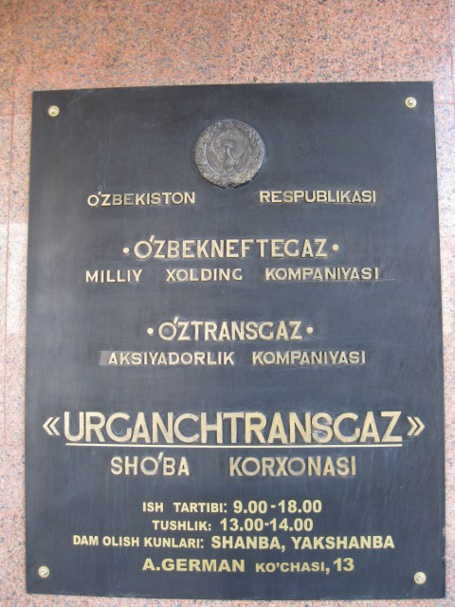 O'ZBEKISTON RESPUBLIKASI
•O'ZBEKNEFTEGAZ•
MILLIY XOLDING KOMPANIYASI
•O'ZTRANSGAZ•
AKSIYADORLIK KOMPANIYASI
«URGANCHTRANSGAZ»
SHO'BA KORXONASI
ISH TARTIBI: 9.00-18.00
TUSHLIK: 13.00-14.00
DAM OLISH KUNLARI: SHANBA, YAKSHANBA
A.GERMAN KO'CHASI, 13